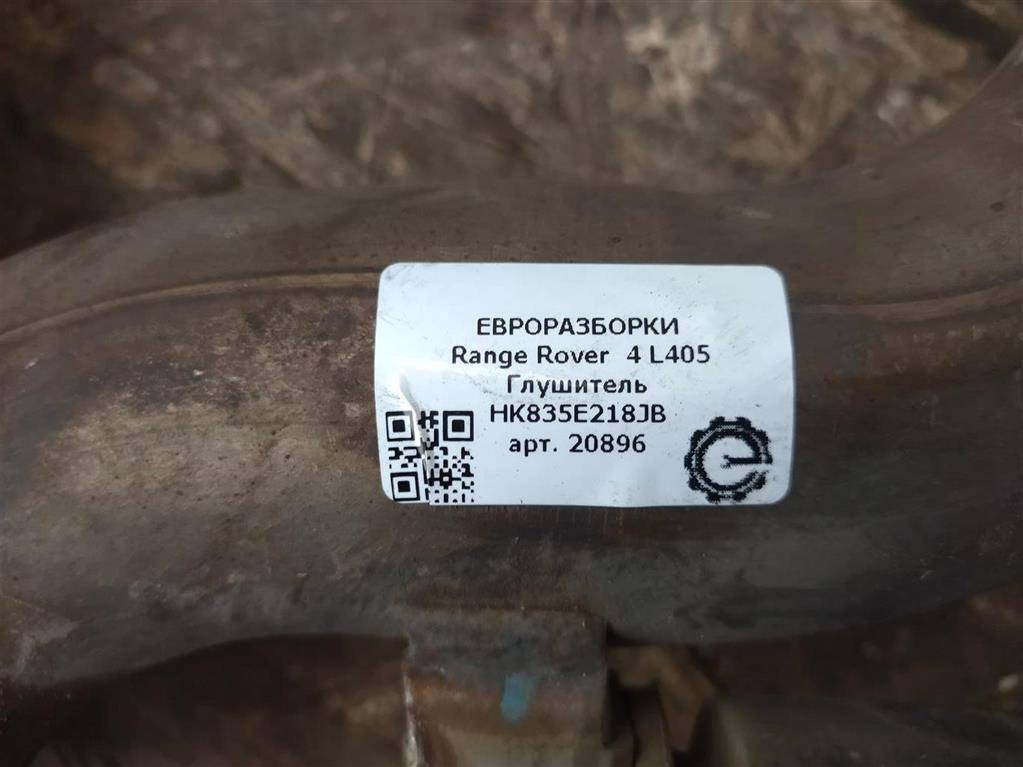 ЕВРОРАЗБОРКИ
Range Rover 4 L405
Глушитель
HK835E218JB
арт. 20896